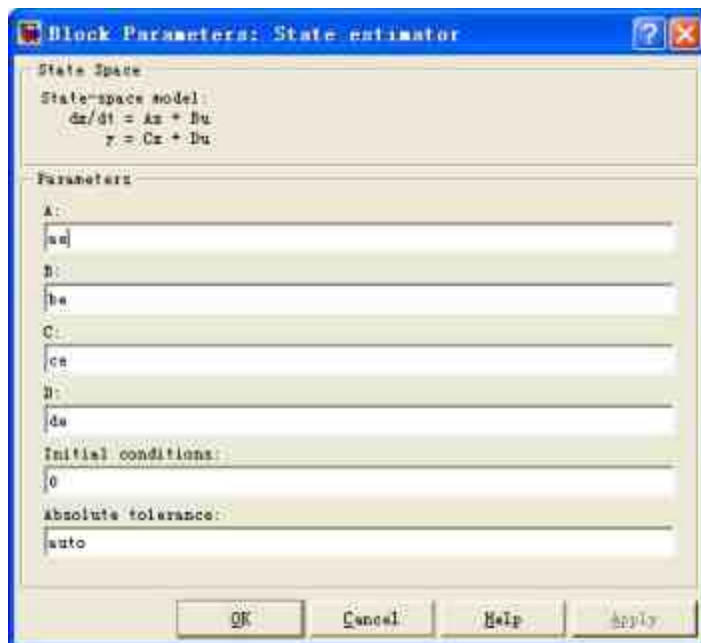 Block Parameters: State estimator
State Space
State-space model:
dx/dt = Ax + Bu
y = Cx + Du
Parameters
A:
ae
B:
be
C:
ce
D:
de
Initial conditions:
0
Absolute tolerance:
auto
OK Cancel Help Apply